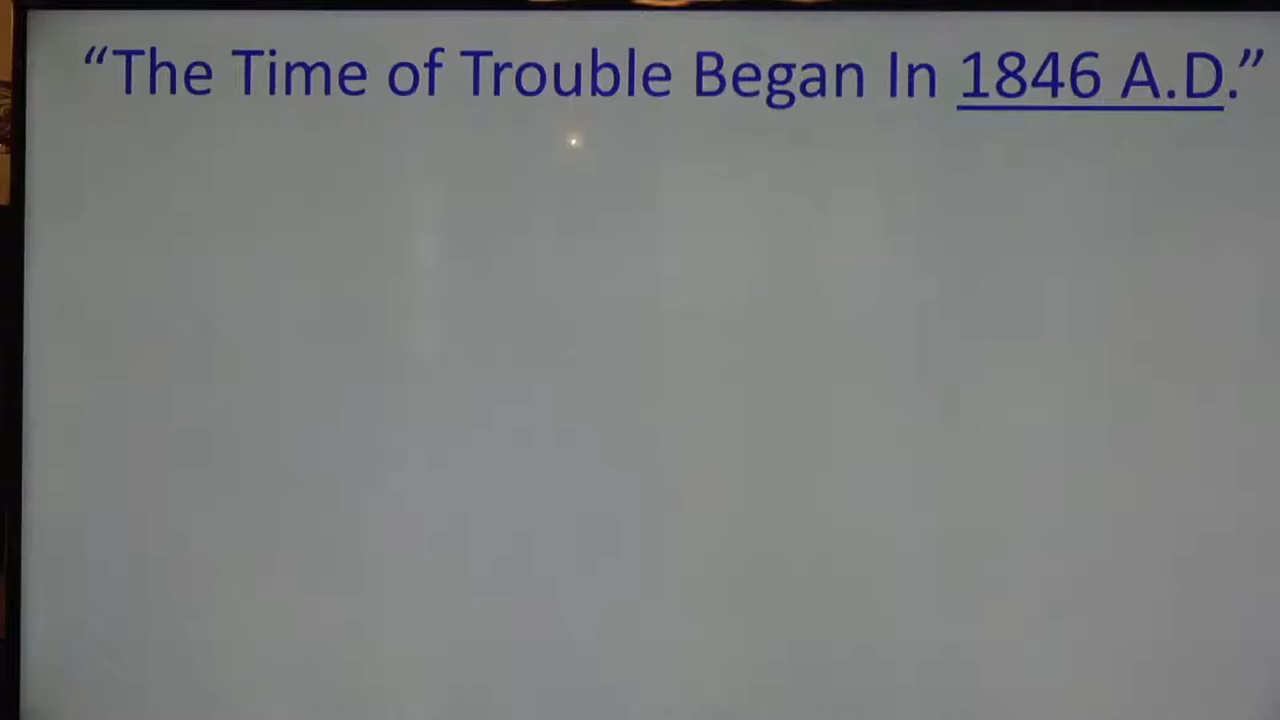 “The Time of Trouble Began In 1846 A.D.”